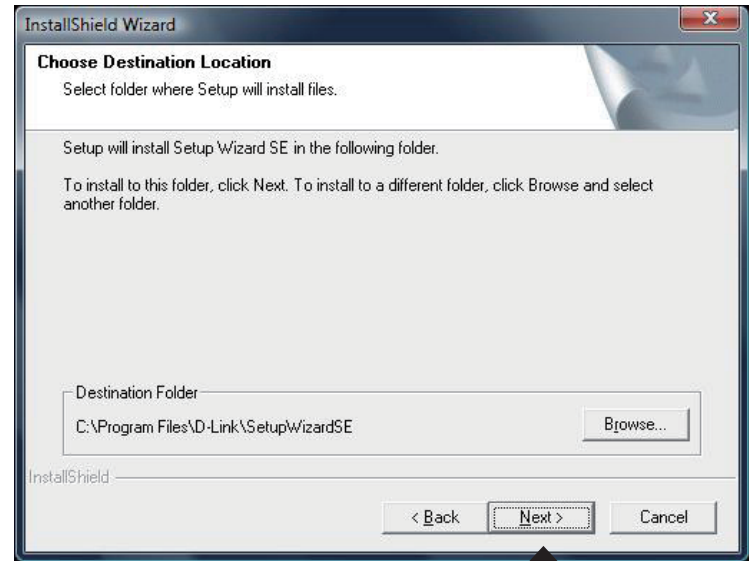 InstallShield Wizard
Choose Destination Location
Select folder where Setup will install files.
Setup will install Setup Wizard SE in the following folder.
To install to this folder, click Next. To install to a different folder, click Browse and select
another folder.
Destination Folder
C:\Program Files\D-Link\SetupWizardSE
Browse...
InstallShield
< Back
Next >
Cancel